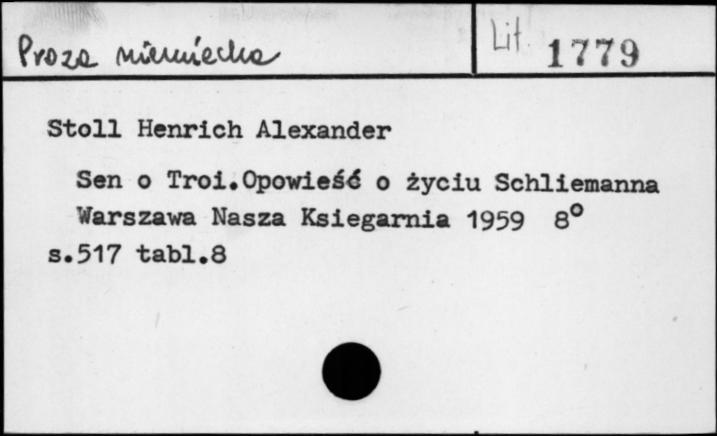 Proza niemiecka
Lit. 1779
Stoll Henrich Alexander
Sen o Troi.Opowieść o życiu Schliemanna
Warszawa Nasza Ksiegarnia 1959 8°
s.517 tabl.8